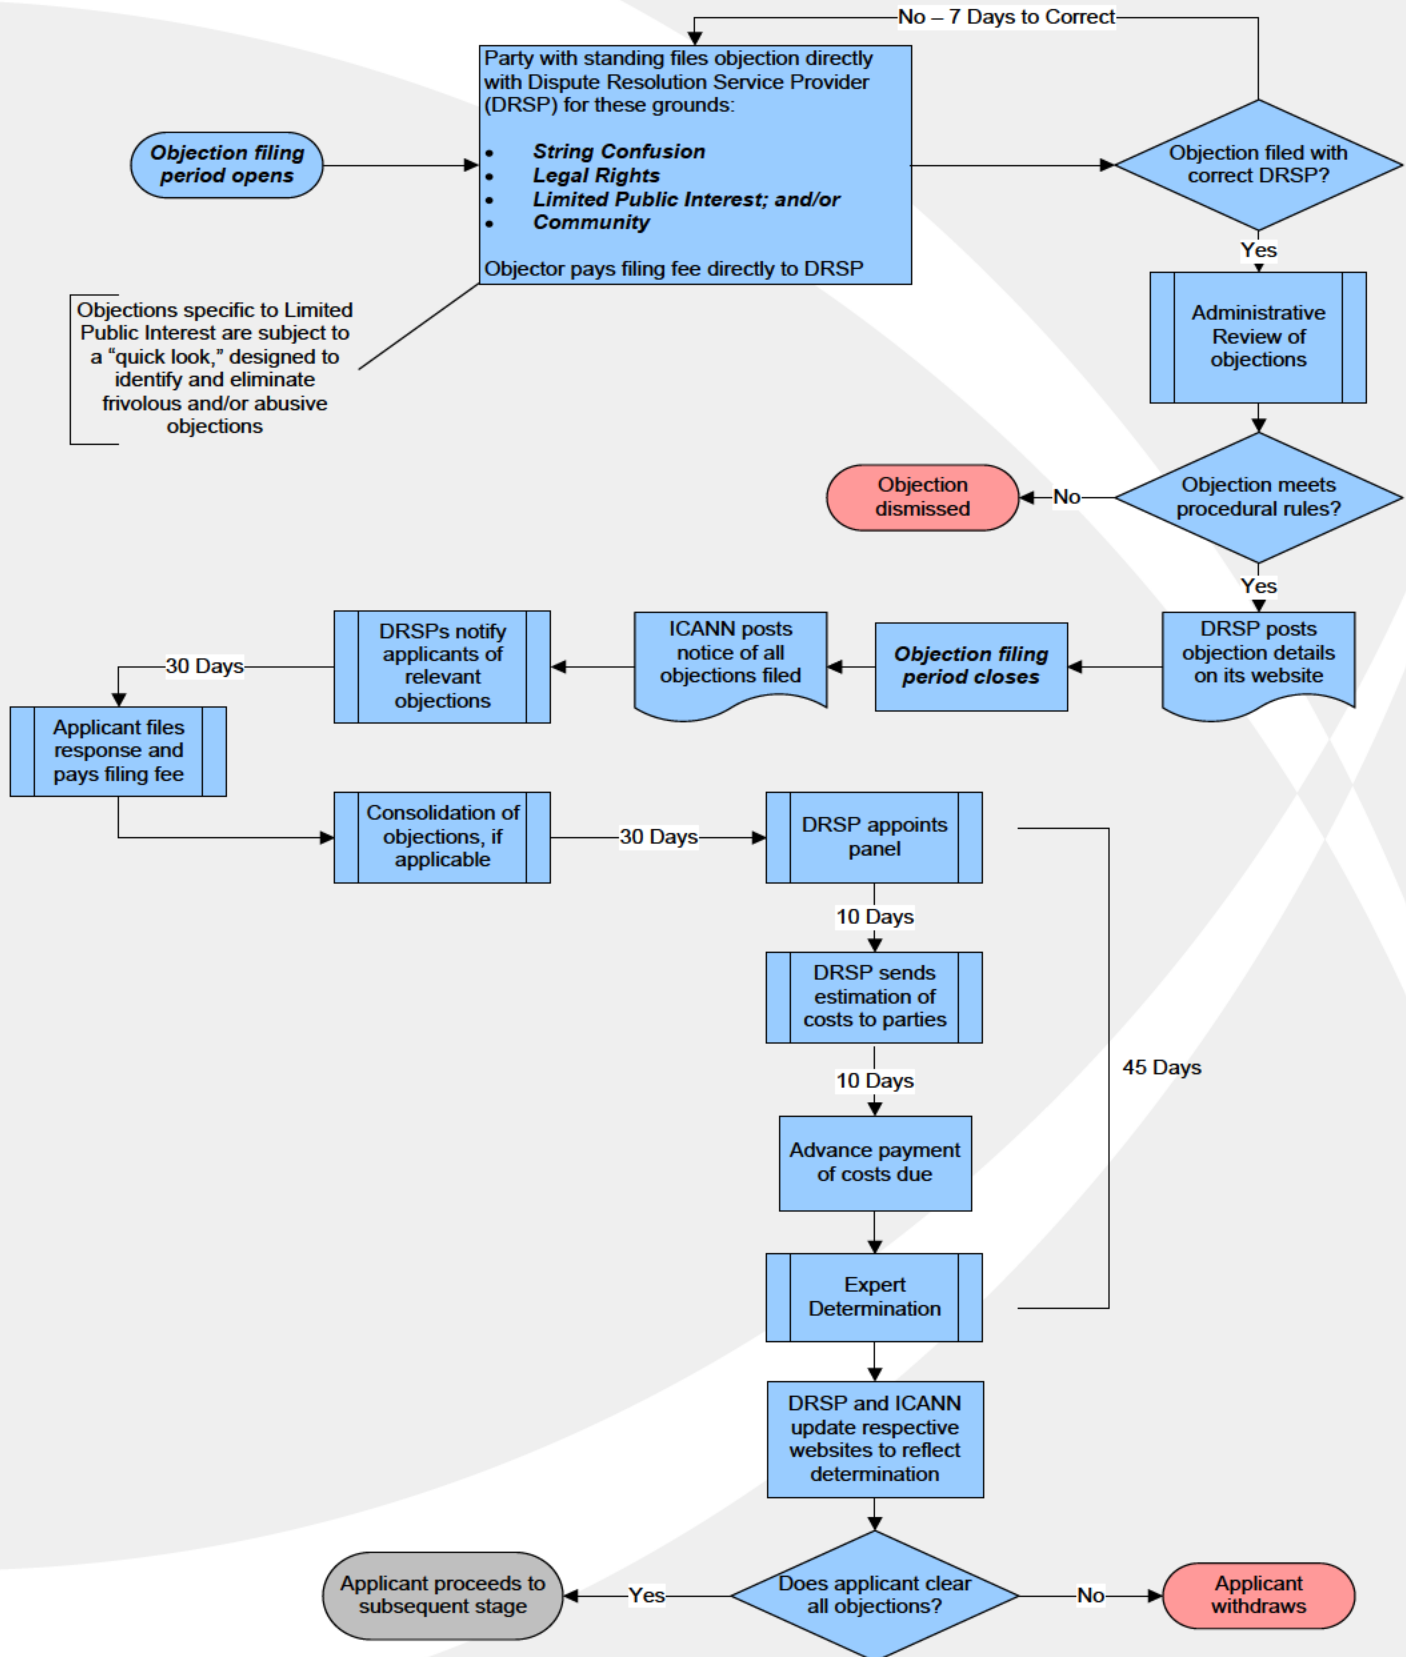 No – 7 Days to Correct
Party with standing files objection directly
with Dispute Resolution Service Provider
(DRSP) for these grounds:
• String Confusion
• Legal Rights
• Limited Public Interest; and/or
• Community
Objector pays filing fee directly to DRSP
Objection filing
period opens
Objection filed with
correct DRSP?
Yes
Objections specific to Limited
Public Interest are subject to
a “quick look,” designed to
identify and eliminate
frivolous and/or abusive
objections
Administrative
Review of
objections
Objection meets
procedural rules?
No
Objection
dismissed
Yes
DRSP posts
objection details
on its website
Objection filing
period closes
ICANN posts
notice of all
objections filed
DRSPs notify
applicants of
relevant
objections
30 Days
Applicant files
response and
pays filing fee
Consolidation of
objections, if
applicable
30 Days
DRSP appoints
panel
10 Days
DRSP sends
estimation of
costs to parties
10 Days
45 Days
Advance payment
of costs due
Expert
Determination
DRSP and ICANN
update respective
websites to reflect
determination
Does applicant clear
all objections?
Yes
Applicant proceeds to
subsequent stage
No
Applicant
withdraws